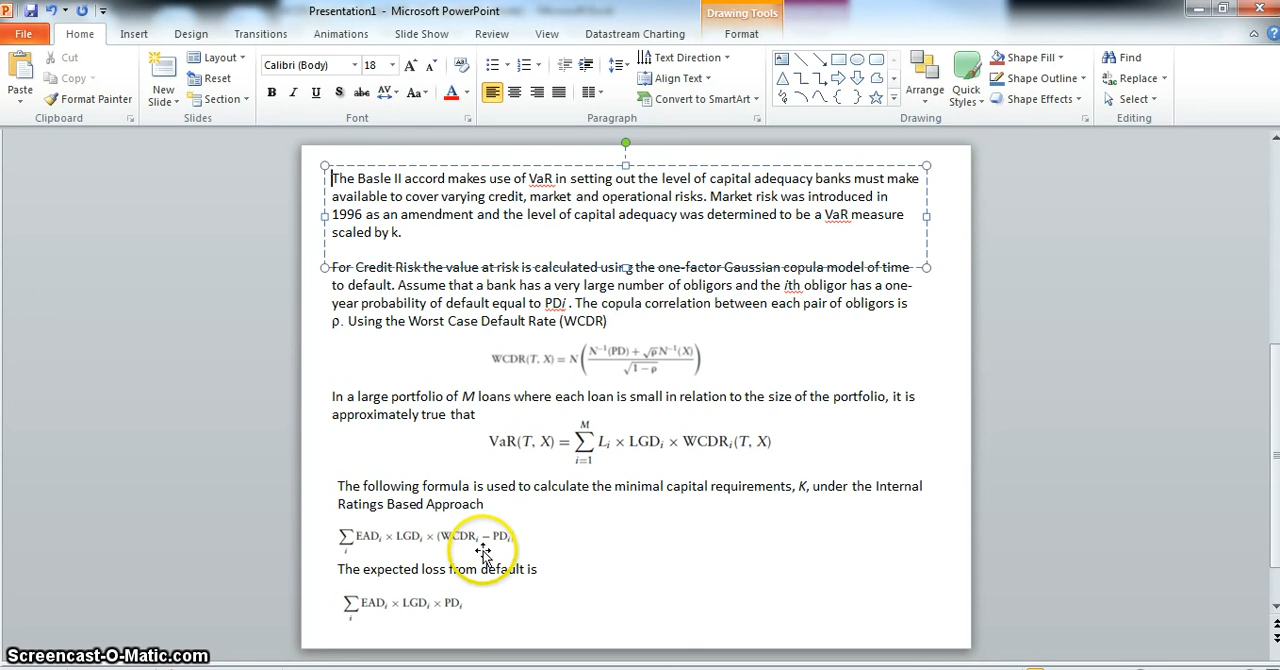 Presentation1 - Microsoft PowerPoint
Drawing Tools
File Home Insert Design Transitions Animations Slide Show Review View Datastream Charting Format
Paste
Cut
Copy
Format Painter
Clipboard
New Slide
Layout
Reset
Section
Slides
Calibri (Body) 18
B I U S abc AV Aa A
Font
Text Direction
Align Text
Convert to SmartArt
Paragraph
Arrange
Quick Styles
Shape Fill
Shape Outline
Shape Effects
Drawing
Find
Replace
Select
Editing
The Basle II accord makes use of VaR in setting out the level of capital adequacy banks must make
available to cover varying credit, market and operational risks. Market risk was introduced in
1996 as an amendment and the level of capital adequacy was determined to be a VaR measure
scaled by k.
For Credit Risk the value at risk is calculated using the one-factor Gaussian copula model of time
to default. Assume that a bank has a very large number of obligors and the ith obligor has a one-
year probability of default equal to PDi . The copula correlation between each pair of obligors is
ρ. Using the Worst Case Default Rate (WCDR)
WCDR(T, X) = N((N⁻¹(PD) + √ρ N⁻¹(X)) / √(1 − ρ))
In a large portfolio of M loans where each loan is small in relation to the size of the portfolio, it is
approximately true that
VaR(T, X) = ∑ᵢ₌₁ᴹ Lᵢ × LGDᵢ × WCDRᵢ(T, X)
The following formula is used to calculate the minimal capital requirements, K, under the Internal
Ratings Based Approach
∑ᵢ EADᵢ × LGDᵢ × (WCDRᵢ − PDᵢ)
The expected loss from default is
∑ᵢ EADᵢ × LGDᵢ × PDᵢ
Screencast-O-Matic.com